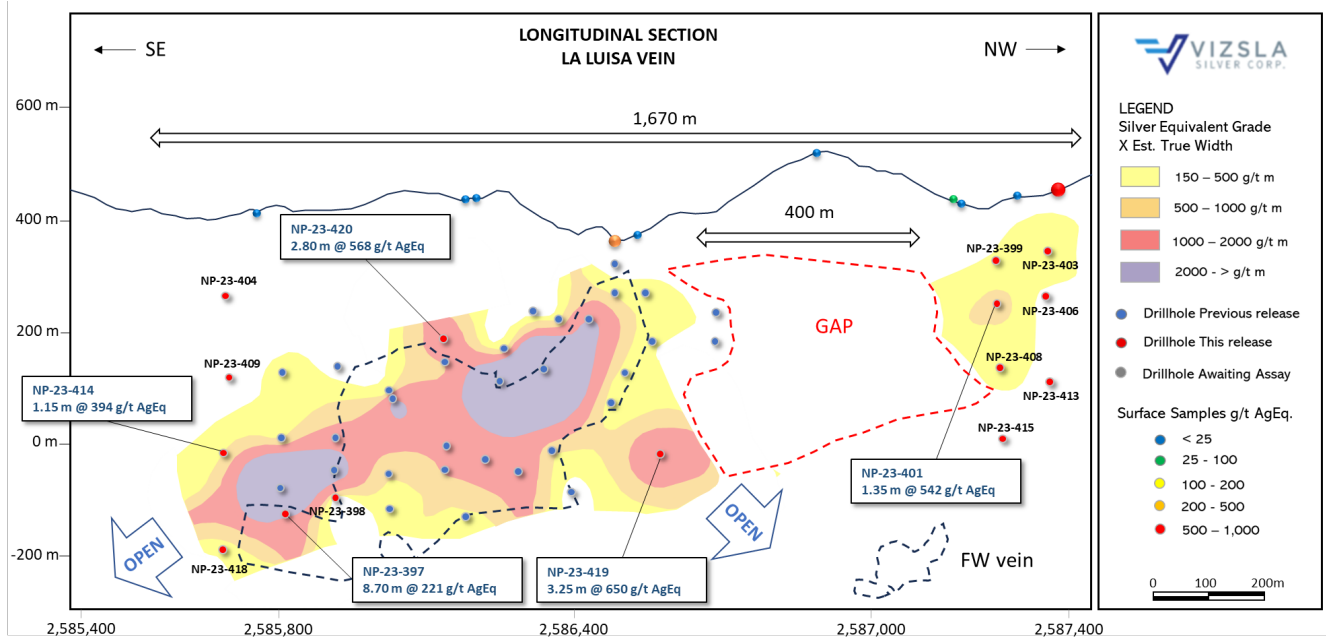 LONGITUDINAL SECTION
LA LUISA VEIN
SE
NW
600 m
1,670 m
400 m
400 m
NP-23-420
2.80 m @ 568 g/t AgEq
NP-23-399
NP-23-403
NP-23-404
NP-23-406
200 m
GAP
NP-23-408
NP-23-409
NP-23-413
NP-23-414
1.15 m @ 394 g/t AgEq
0 m
NP-23-415
NP-23-401
1.35 m @ 542 g/t AgEq
NP-23-398
OPEN
OPEN
-200 m
NP-23-418
NP-23-397
8.70 m @ 221 g/t AgEq
NP-23-419
3.25 m @ 650 g/t AgEq
FW vein
2,585,400
2,585,800
2,586,400
2,587,000
2,587,400
VIZSLA
SILVER CORP.
LEGEND
Silver Equivalent Grade
X Est. True Width
150 – 500 g/t m
500 – 1000 g/t m
1000 – 2000 g/t m
2000 - > g/t m
Drillhole Previous release
Drillhole This release
Drillhole Awaiting Assay
Surface Samples g/t AgEq.
< 25
25 - 100
100 - 200
200 - 500
500 – 1,000
0 100 200m